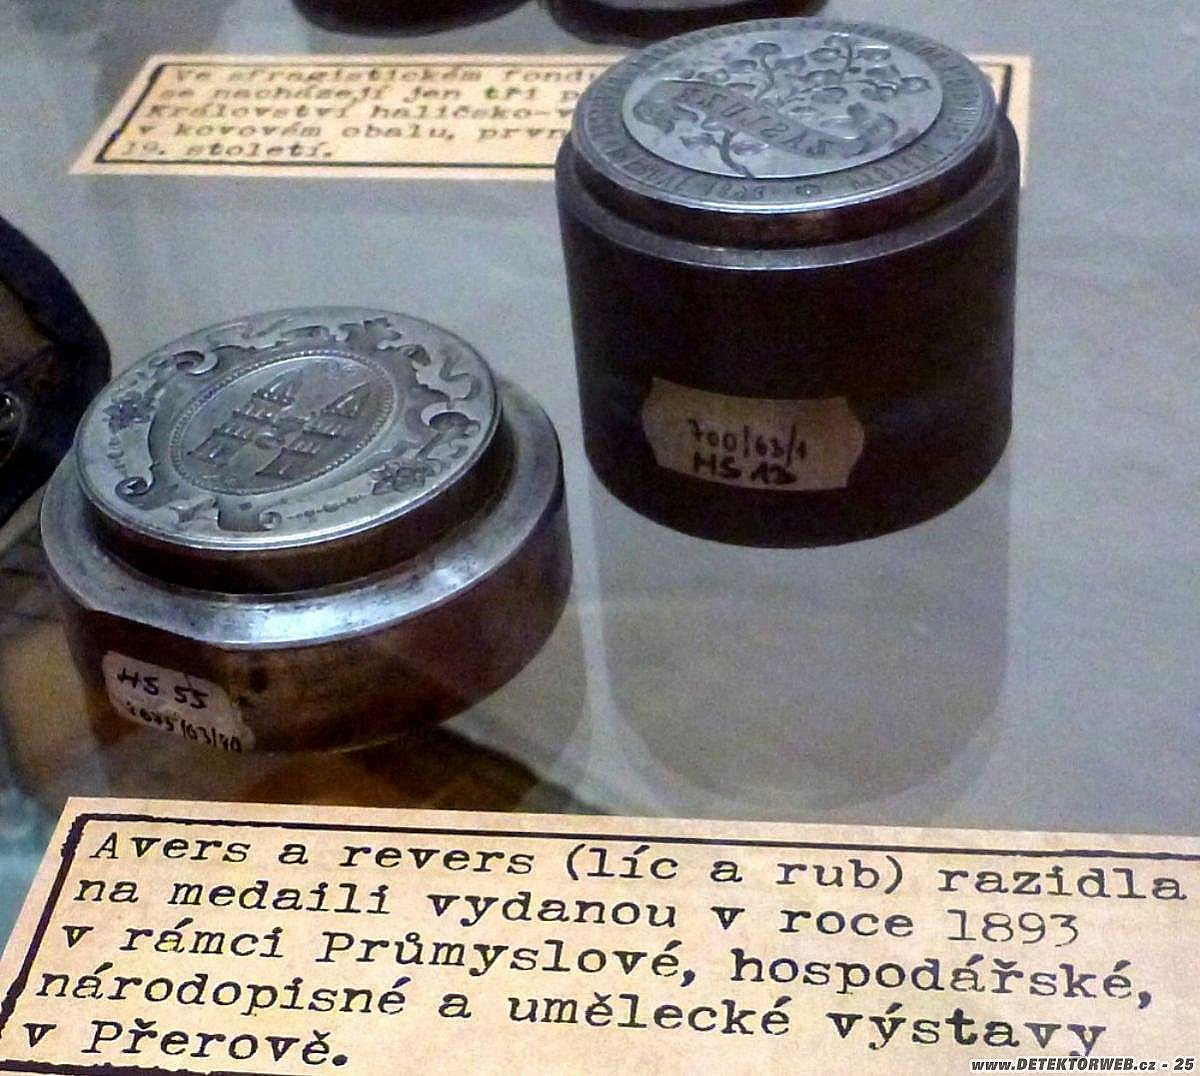 Ve sfragistickém fondu
se nacházejí jen tři
Království haličsko-
v kovovém obalu,
19. století.
700/63/1
HS 13
HS 55
Avers a revers (líc a rub) razidla
na medaili vydanou v roce 1893
v rámci Průmyslové, hospodářské,
národopisné a umělecké výstavy
v Přerově.
www.DETEKTORWEB.cz - 25